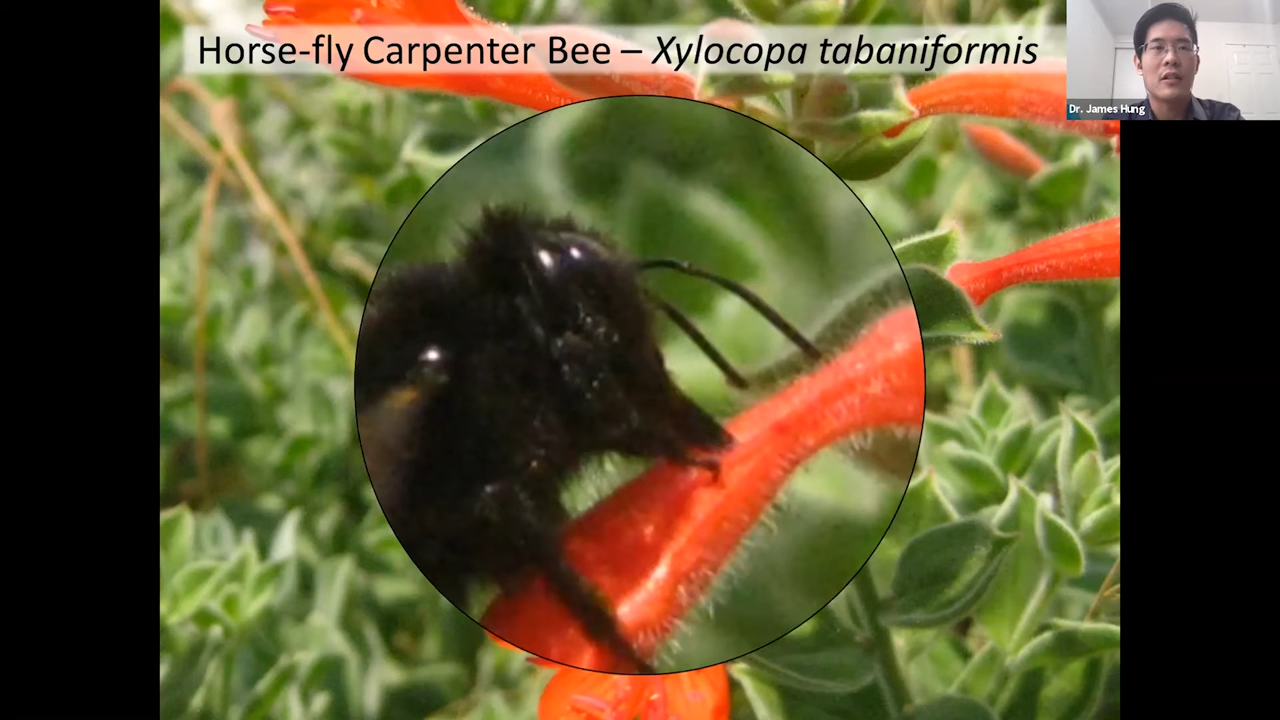 Horse-fly Carpenter Bee – Xylocopa tabaniformis
Dr. James Hung